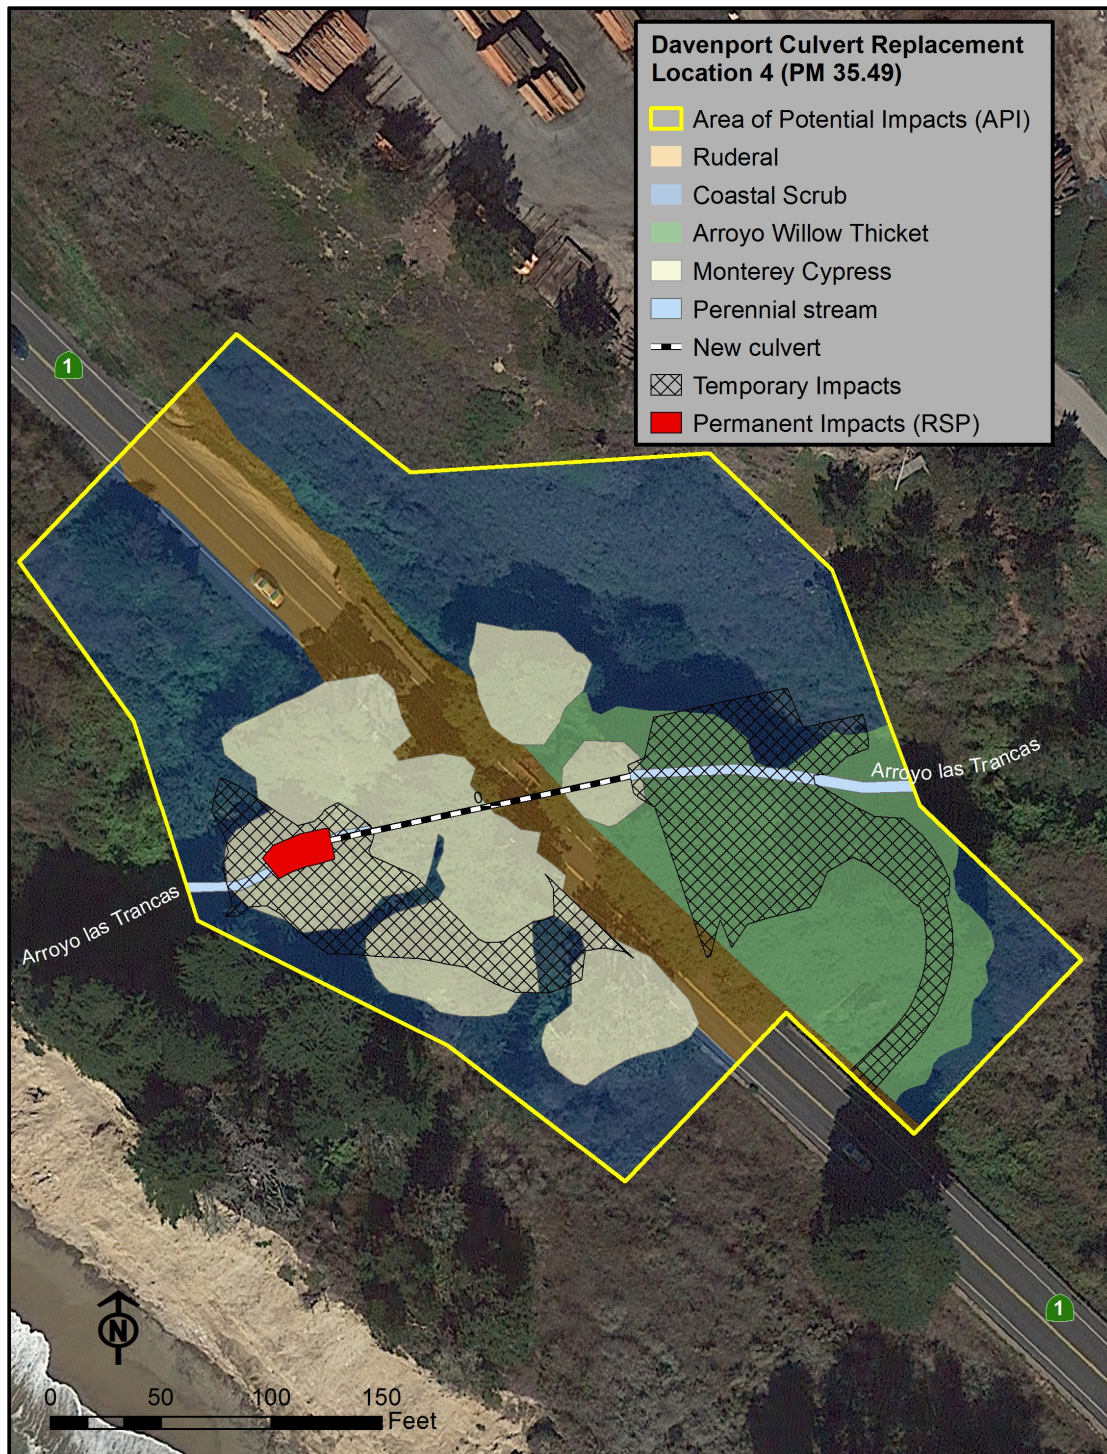 Davenport Culvert Replacement
Location 4 (PM 35.49)
Area of Potential Impacts (API)
Ruderal
Coastal Scrub
Arroyo Willow Thicket
Monterey Cypress
Perennial stream
New culvert
Temporary Impacts
Permanent Impacts (RSP)
1
Arroyo las Trancas
0
Arroyo las Trancas
1
N
0 50 100 150
Feet